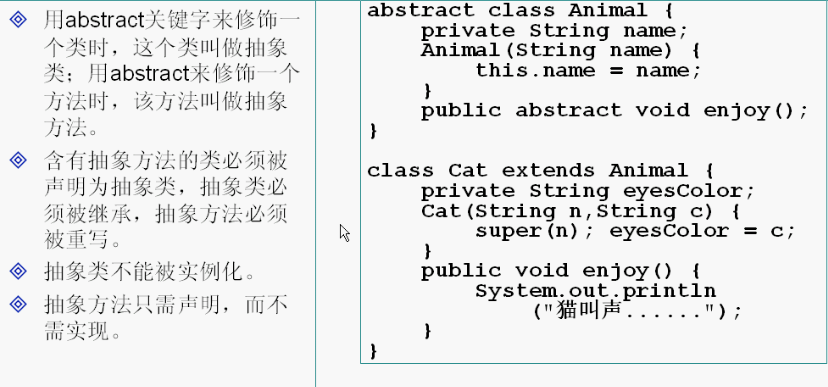 用abstract关键字来修饰一
个类时，这个类叫做抽象
类；用abstract来修饰一个
方法时，该方法叫做抽象
方法。
含有抽象方法的类必须被
声明为抽象类，抽象类必
须被继承，抽象方法必须
被重写。
抽象类不能被实例化。
抽象方法只需声明，而不
需实现。
abstract class Animal {
    private String name;
    Animal(String name) {
        this.name = name;
    }
    public abstract void enjoy();
}
class Cat extends Animal {
    private String eyesColor;
    Cat(String n,String c) {
        super(n); eyesColor = c;
    }
    public void enjoy() {
        System.out.println
            ("猫叫声......");
    }
}